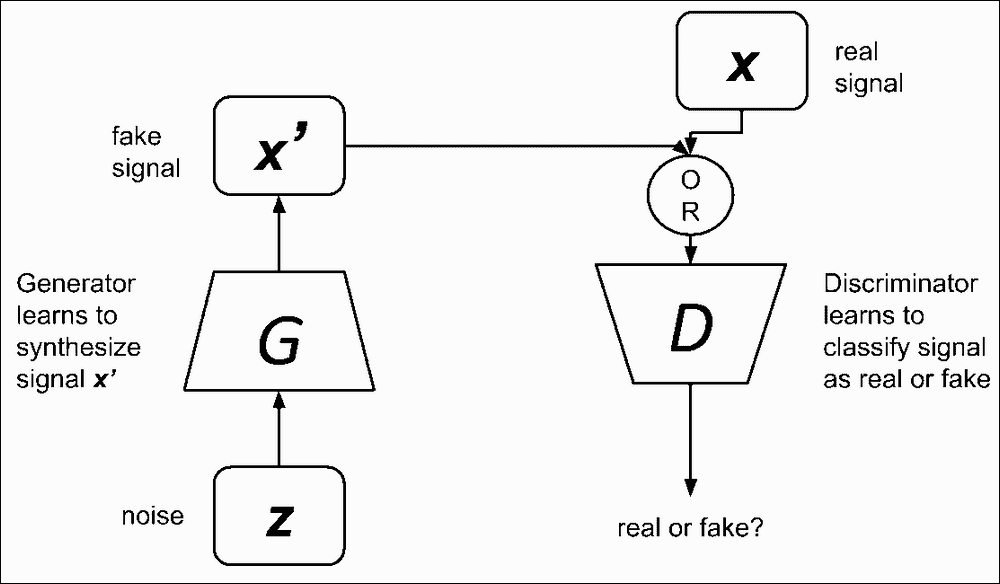 x
real
signal
fake
signal
x’
O
R
Generator
learns to
synthesize
signal x’
G
D
Discriminator
learns to
classify signal
as real or fake
noise
z
real or fake?